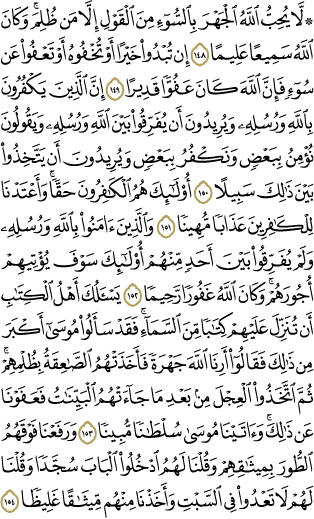 ۞ لَّا يُحِبُّ ٱللَّهُ ٱلْجَهْرَ بِٱلسُّوٓءِ مِنَ ٱلْقَوْلِ إِلَّا مَن ظُلِمَ ۚ وَكَانَ
ٱللَّهُ سَمِيعًا عَلِيمًا ١٤٨ إِن تُبْدُوا۟ خَيْرًا أَوْ تُخْفُوهُ أَوْ تَعْفُوا۟ عَن
سُوٓءٍ فَإِنَّ ٱللَّهَ كَانَ عَفُوًّا قَدِيرًا ١٤٩ إِنَّ ٱلَّذِينَ يَكْفُرُونَ
بِٱللَّهِ وَرُسُلِهِۦ وَيُرِيدُونَ أَن يُفَرِّقُوا۟ بَيْنَ ٱللَّهِ وَرُسُلِهِۦ وَيَقُولُونَ
نُؤْمِنُ بِبَعْضٍ وَنَكْفُرُ بِبَعْضٍ وَيُرِيدُونَ أَن يَتَّخِذُوا۟
بَيْنَ ذَٰلِكَ سَبِيلًا ١٥٠ أُو۟لَٰٓئِكَ هُمُ ٱلْكَٰفِرُونَ حَقًّا ۚ وَأَعْتَدْنَا
لِلْكَٰفِرِينَ عَذَابًا مُّهِينًا ١٥١ وَٱلَّذِينَ ءَامَنُوا۟ بِٱللَّهِ وَرُسُلِهِۦ
وَلَمْ يُفَرِّقُوا۟ بَيْنَ أَحَدٍ مِّنْهُمْ أُو۟لَٰٓئِكَ سَوْفَ يُؤْتِيهِمْ
أُجُورَهُمْ ۗ وَكَانَ ٱللَّهُ غَفُورًا رَّحِيمًا ١٥٢ يَسْـَٔلُكَ أَهْلُ ٱلْكِتَٰبِ
أَن تُنَزِّلَ عَلَيْهِمْ كِتَٰبًا مِّنَ ٱلسَّمَآءِ ۚ فَقَدْ سَأَلُوا۟ مُوسَىٰٓ أَكْبَرَ
مِن ذَٰلِكَ فَقَالُوٓا۟ أَرِنَا ٱللَّهَ جَهْرَةً فَأَخَذَتْهُمُ ٱلصَّٰعِقَةُ بِظُلْمِهِمْ ۚ
ثُمَّ ٱتَّخَذُوا۟ ٱلْعِجْلَ مِنۢ بَعْدِ مَا جَآءَتْهُمُ ٱلْبَيِّنَٰتُ فَعَفَوْنَا
عَن ذَٰلِكَ ۚ وَءَاتَيْنَا مُوسَىٰ سُلْطَٰنًا مُّبِينًا ١٥٣ وَرَفَعْنَا فَوْقَهُمُ
ٱلطُّورَ بِمِيثَٰقِهِمْ وَقُلْنَا لَهُمُ ٱدْخُلُوا۟ ٱلْبَابَ سُجَّدًا وَقُلْنَا
لَهُمْ لَا تَعْدُوا۟ فِى ٱلسَّبْتِ وَأَخَذْنَا مِنْهُم مِّيثَٰقًا غَلِيظًا ١٥٤